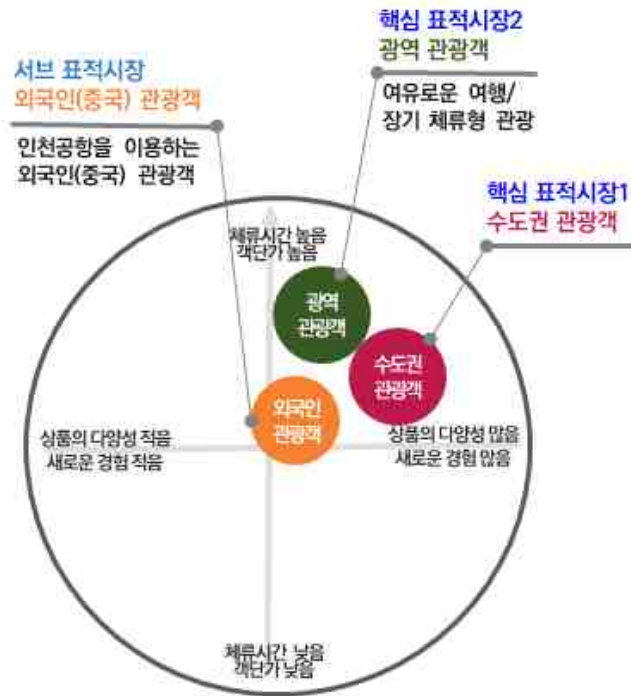 핵심 표적시장2
광역 관광객
여유로운 여행/
장기 체류형 관광
서브 표적시장
외국인(중국) 관광객
인천공항을 이용하는
외국인(중국) 관광객
핵심 표적시장1
수도권 관광객
체류시간 높음
객단가 높음
광역
관광객
수도권
관광객
외국인
관광객
상품의 다양성 적음
새로운 경험 적음
상품의 다양성 많음
새로운 경험 많음
체류시간 낮음
객단가 낮음